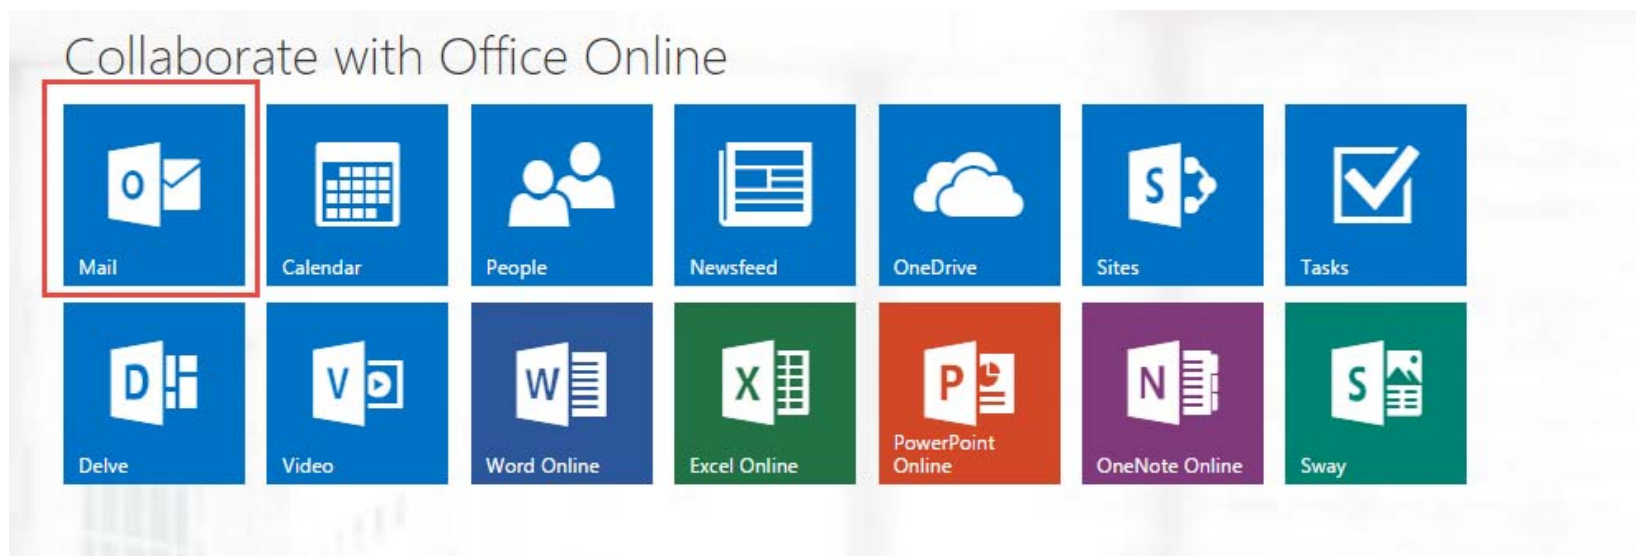 Collaborate with Office Online
O
S
Mail
Calendar
People
Newsfeed
OneDrive
Sites
Tasks
D
V
W
X
P
N
S
Delve
Video
Word Online
Excel Online
PowerPoint
Online
OneNote Online
Sway